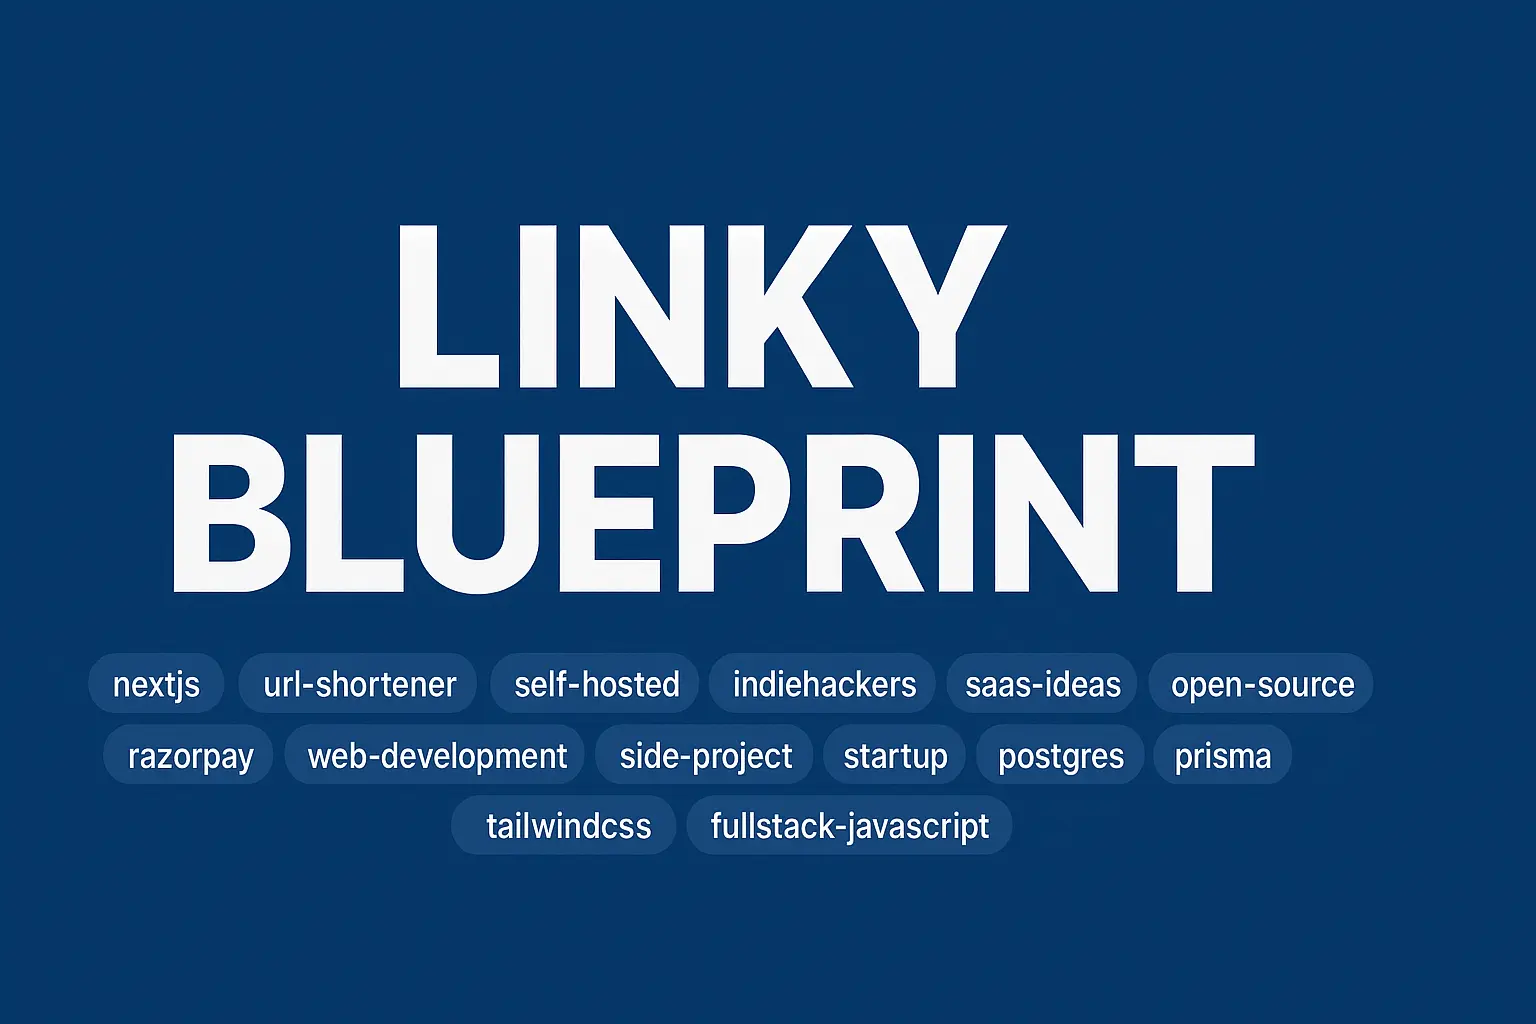 LINKY
BLUEPRINT
nextjs url-shortener self-hosted indiehackers saas-ideas open-source
razorpay web-development side-project startup postgres prisma
tailwindcss fullstack-javascript